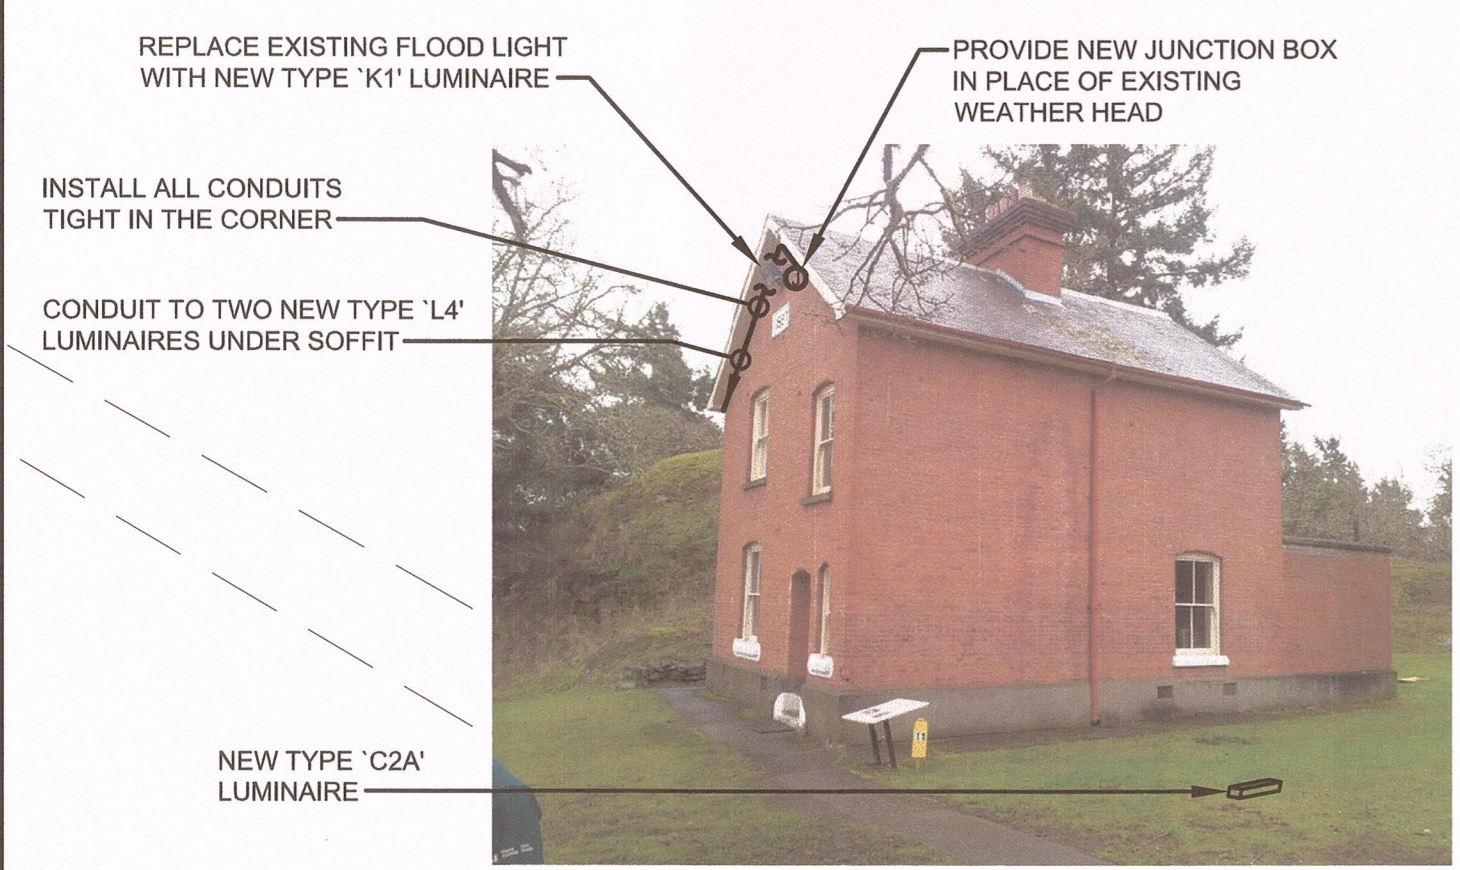 REPLACE EXISTING FLOOD LIGHT
WITH NEW TYPE `K1' LUMINAIRE
PROVIDE NEW JUNCTION BOX
IN PLACE OF EXISTING
WEATHER HEAD
INSTALL ALL CONDUITS
TIGHT IN THE CORNER
CONDUIT TO TWO NEW TYPE `L4'
LUMINAIRES UNDER SOFFIT
NEW TYPE `C2A'
LUMINAIRE